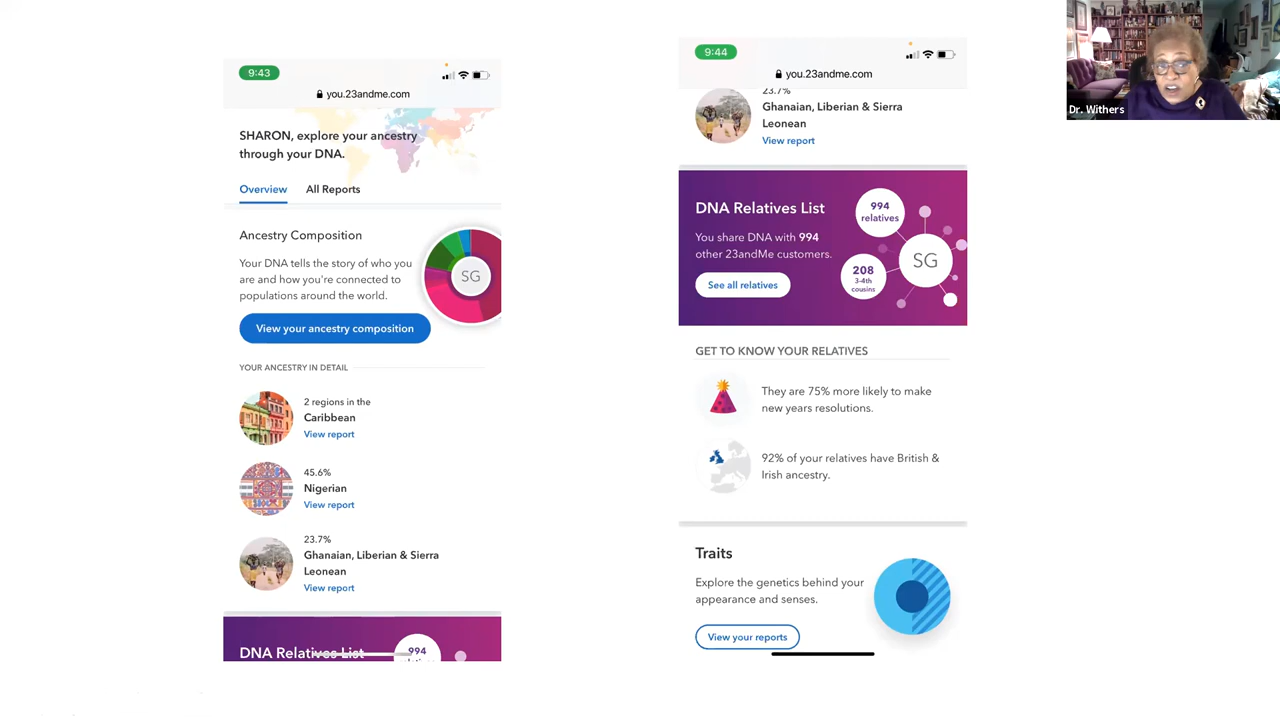 9:43
you.23andme.com
SHARON, explore your ancestry
through your DNA.
Overview
All Reports
Ancestry Composition
Your DNA tells the story of who you
are and how you're connected to
populations around the world.
SG
View your ancestry composition
YOUR ANCESTRY IN DETAIL
2 regions in the
Caribbean
View report
45.6%
Nigerian
View report
23.7%
Ghanaian, Liberian & Sierra
Leonean
View report
DNA Relatives List
994
9:44
you.23andme.com
23.7%
Ghanaian, Liberian & Sierra
Leonean
View report
DNA Relatives List
You share DNA with 994
other 23andMe customers.
See all relatives
994
relatives
208
3-4th
cousins
SG
GET TO KNOW YOUR RELATIVES
They are 75% more likely to make
new years resolutions.
92% of your relatives have British &
Irish ancestry.
Traits
Explore the genetics behind your
appearance and senses.
View your reports
Dr. Withers